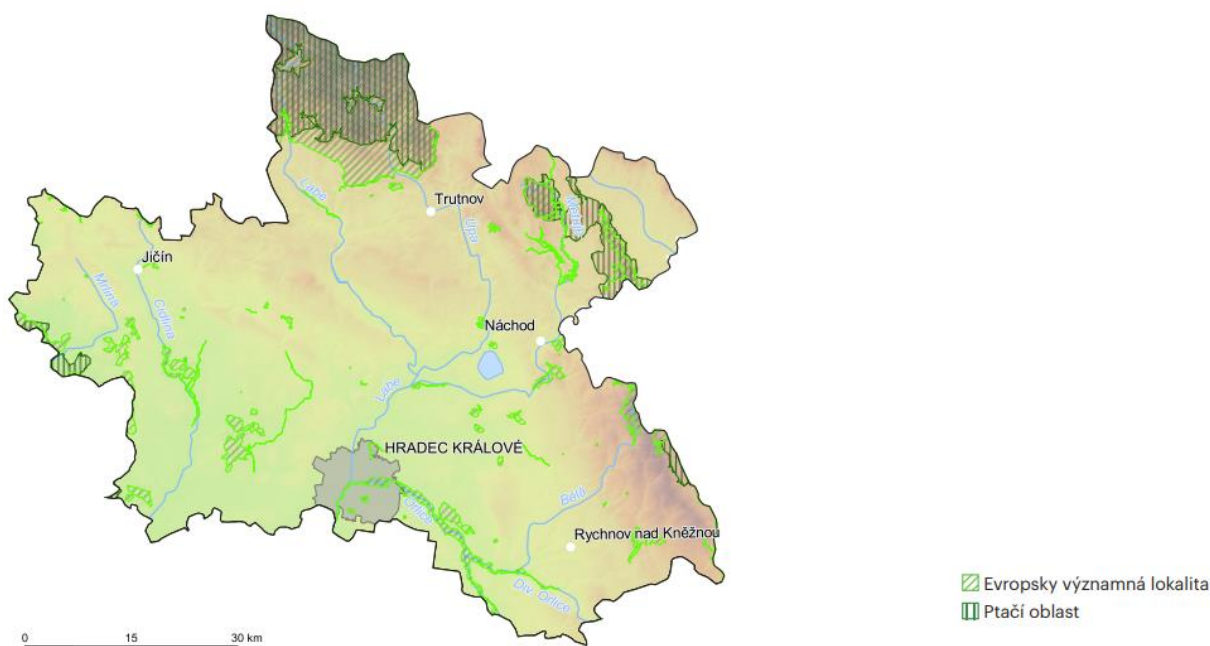 Labe
Trutnov
Úpa
Metuje
Jičín
Mrlina
Cidlina
Náchod
Labe
HRADEC KRÁLOVÉ
Orlice
Bělá
Rychnov nad Kněžnou
Div. Orlice
Evropsky významná lokalita
Ptačí oblast
0 15 30 km